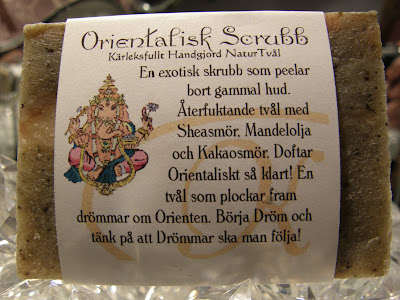 Orientalisk Scrubb
Kärleksfullt Handgjord NaturTvål
En exotisk skrubb som peelar
bort gammal hud.
Återfuktande tvål med
Sheasmör, Mandelolja
och Kakaosmör. Doftar
Orientaliskt så klart! En
tvål som plockar fram
drömmar om Orienten. Börja Dröm och
tänk på att Drömmar ska man följa!